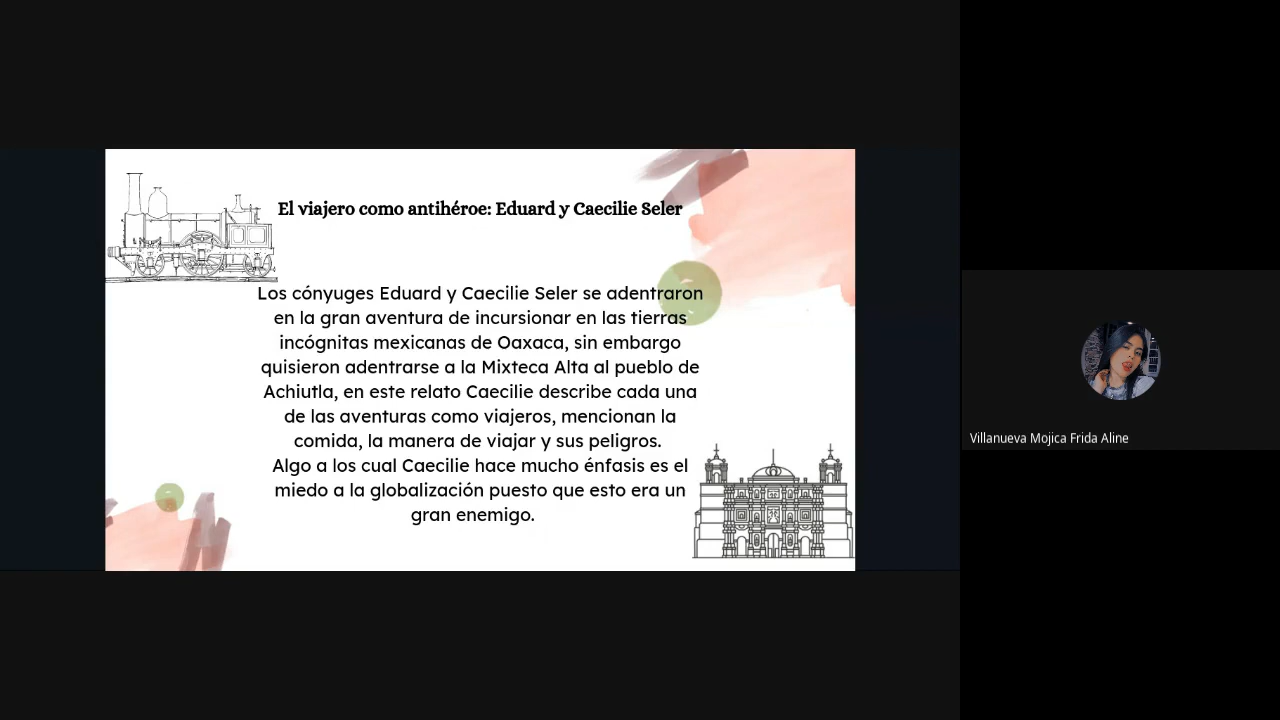 El viajero como antihéroe: Eduard y Caecilie Seler
Los cónyuges Eduard y Caecilie Seler se adentraron
en la gran aventura de incursionar en las tierras
incógnitas mexicanas de Oaxaca, sin embargo
quisieron adentrarse a la Mixteca Alta al pueblo de
Achiutla, en este relato Caecilie describe cada una
de las aventuras como viajeros, mencionan la
comida, la manera de viajar y sus peligros.
Algo a los cual Caecilie hace mucho énfasis es el
miedo a la globalización puesto que esto era un
gran enemigo.
Villanueva Mojica Frida Aline